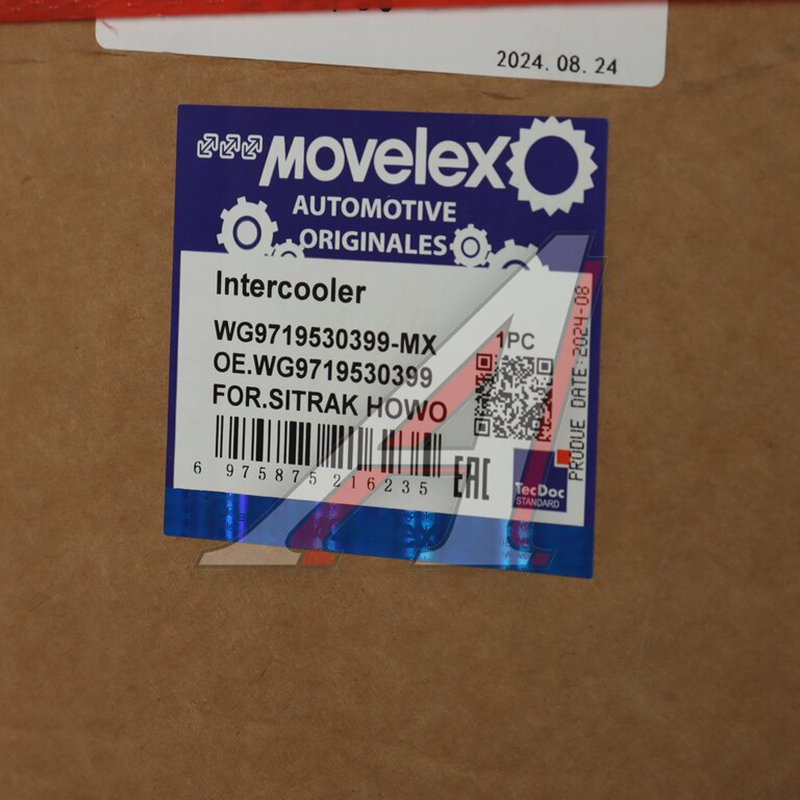 2024.08.24
MOVELEX
AUTOMOTIVE
ORIGINALES
Intercooler
WG9719530399-MX
1PC
OE.WG9719530399
FOR.SITRAK HOWO
6 975875 216235
EAC
TecDoc
STANDARD
PRODUE DATE:2024-08